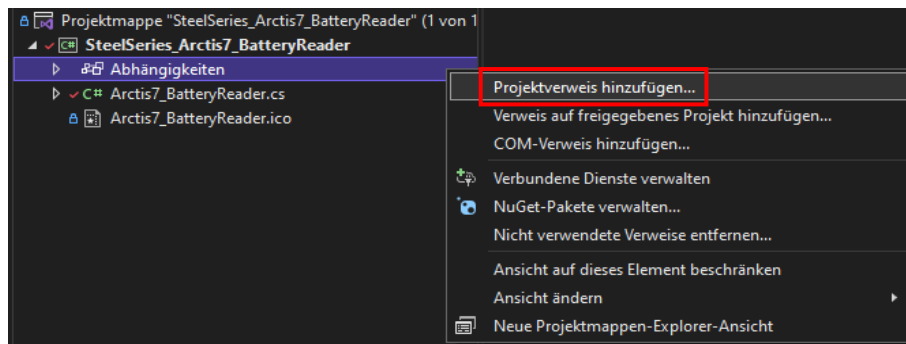 Projektmappe "SteelSeries_Arctis7_BatteryReader" (1 von 1
C# SteelSeries_Arctis7_BatteryReader
Abhängigkeiten
C# Arctis7_BatteryReader.cs
Arctis7_BatteryReader.ico
Projektverweis hinzufügen...
Verweis auf freigegebenes Projekt hinzufügen...
COM-Verweis hinzufügen...
Verbundene Dienste verwalten
NuGet-Pakete verwalten...
Nicht verwendete Verweise entfernen...
Ansicht auf dieses Element beschränken
Ansicht ändern
Neue Projektmappen-Explorer-Ansicht